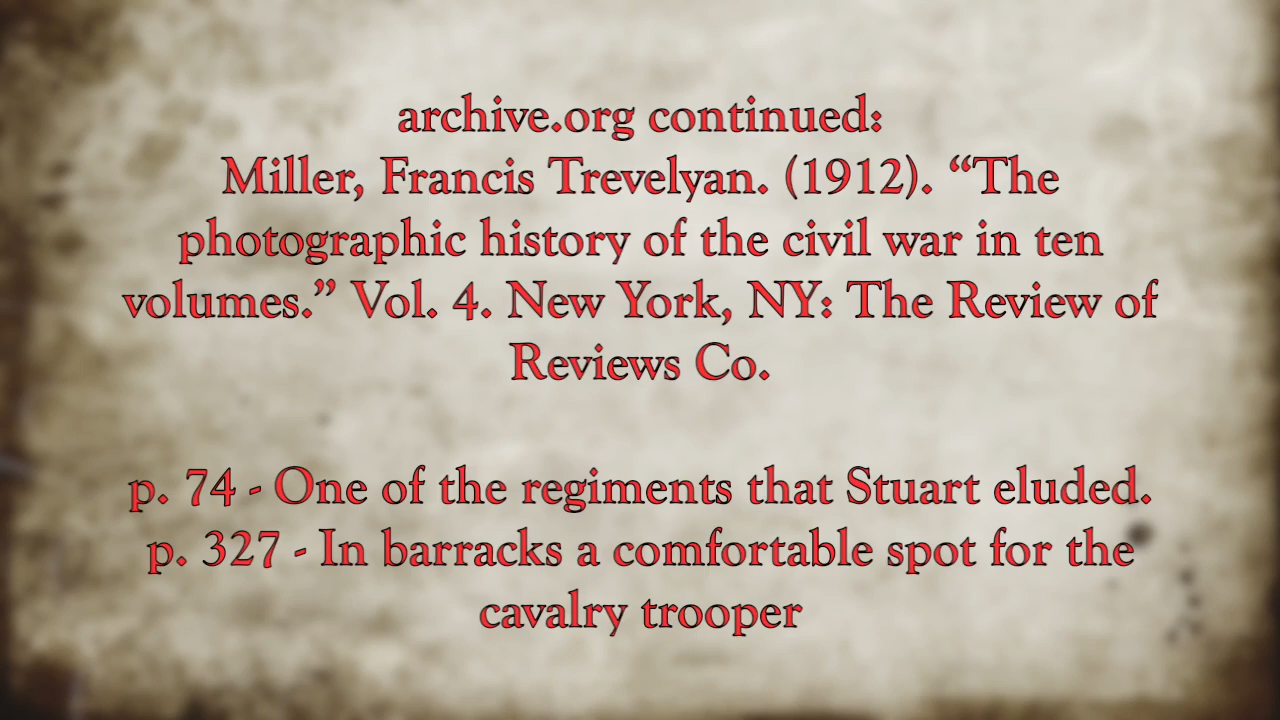 archive.org continued:
Miller, Francis Trevelyan. (1912). “The
photographic history of the civil war in ten
volumes.” Vol. 4. New York, NY: The Review of
Reviews Co.
p. 74 - One of the regiments that Stuart eluded.
p. 327 - In barracks a comfortable spot for the
cavalry trooper